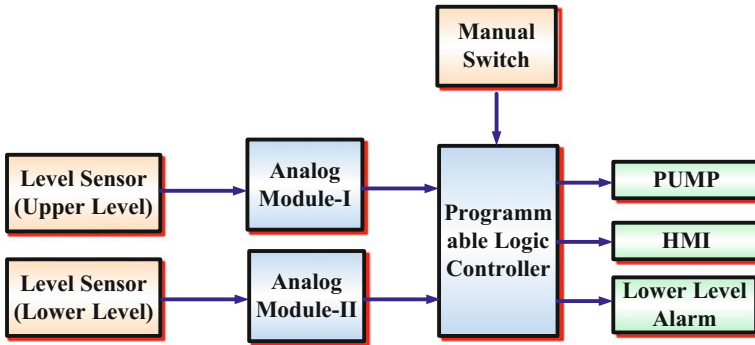 Manual
Switch
Level Sensor
(Upper Level)
Analog
Module-I
Programm
able Logic
Controller
PUMP
HMI
Lower Level
Alarm
Level Sensor
(Lower Level)
Analog
Module-II